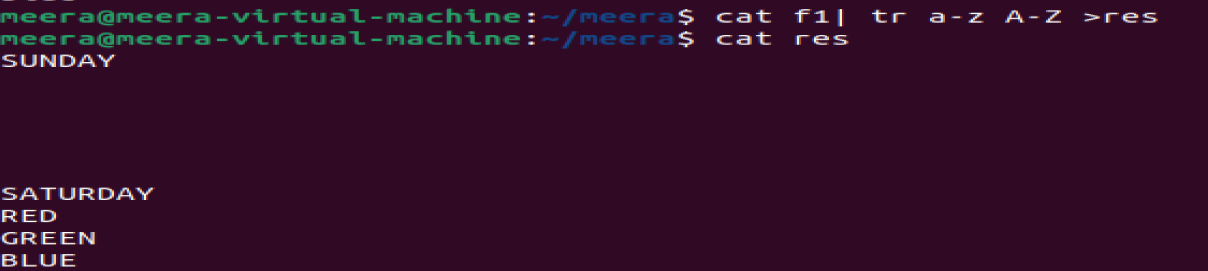 meera@meera-virtual-machine:~/meera$ cat f1| tr a-z A-Z >res
meera@meera-virtual-machine:~/meera$ cat res
SUNDAY
SATURDAY
RED
GREEN
BLUE